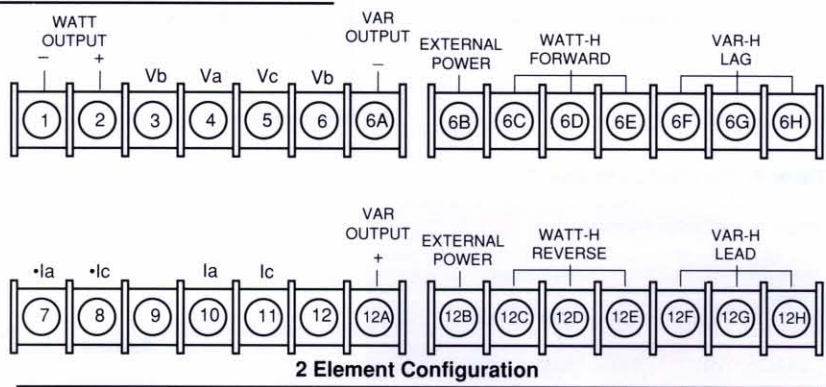 WATT
OUTPUT
VAR
OUTPUT
EXTERNAL
POWER
WATT-H
FORWARD
VAR-H
LAG
– + Vb Va Vc Vb –
1 2 3 4 5 6 6A 6B 6C 6D 6E 6F 6G 6H
VAR
OUTPUT
EXTERNAL
POWER
WATT-H
REVERSE
VAR-H
LEAD
•Ia •Ic Ia Ic +
7 8 9 10 11 12 12A 12B 12C 12D 12E 12F 12G 12H
2 Element Configuration